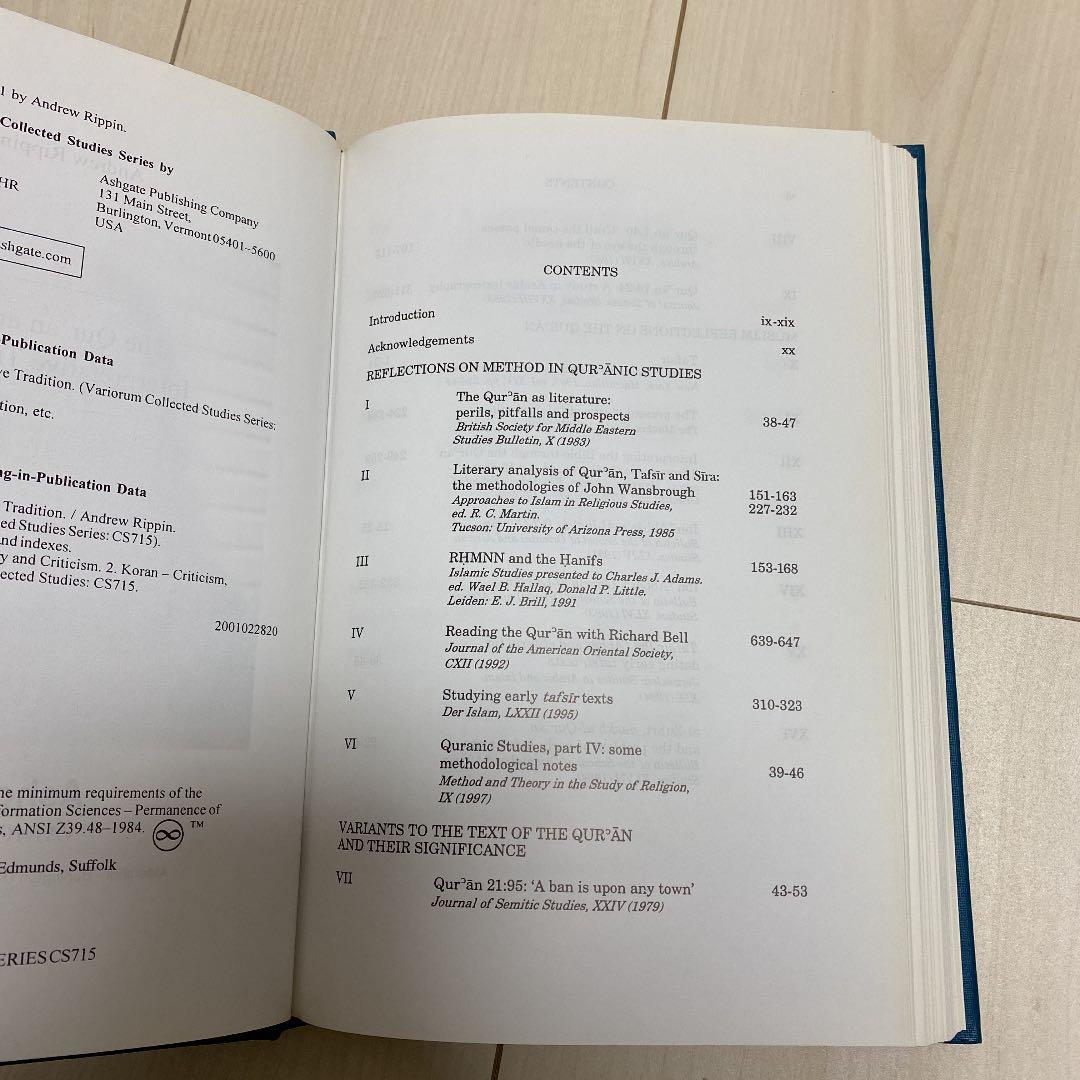 1 by Andrew Rippin.
Collected Studies Series by
HR
Ashgate Publishing Company
131 Main Street,
Burlington, Vermont 05401–5600
USA
shgate.com
-Publication Data
e Tradition. (Variorum Collected Studies Series:
tion, etc.
ng-in-Publication Data
Tradition. / Andrew Rippin.
ed Studies Series: CS715).
nd indexes.
y and Criticism. 2. Koran – Criticism,
ected Studies: CS715.
2001022820
he minimum requirements of the
formation Sciences – Permanence of
s, ANSI Z39.48–1984. ∞ ™
Edmunds, Suffolk
ERIES CS715
CONTENTS
Introduction ix-xix
Acknowledgements xx
REFLECTIONS ON METHOD IN QURʾĀNIC STUDIES
I The Qurʾān as literature:
perils, pitfalls and prospects 38-47
British Society for Middle Eastern
Studies Bulletin, X (1983)
II Literary analysis of Qurʾān, Tafsīr and Sīra:
the methodologies of John Wansbrough 151-163
Approaches to Islam in Religious Studies, 227-232
ed. R. C. Martin.
Tucson: University of Arizona Press, 1985
III RḤMNN and the Ḥanīfs 153-168
Islamic Studies presented to Charles J. Adams.
ed. Wael B. Hallaq, Donald P. Little.
Leiden: E. J. Brill, 1991
IV Reading the Qurʾān with Richard Bell 639-647
Journal of the American Oriental Society,
CXII (1992)
V Studying early tafsīr texts 310-323
Der Islam, LXXII (1995)
VI Quranic Studies, part IV: some
methodological notes 39-46
Method and Theory in the Study of Religion,
IX (1997)
VARIANTS TO THE TEXT OF THE QURʾĀN
AND THEIR SIGNIFICANCE
VII Qurʾān 21:95: ‘A ban is upon any town’ 43-53
Journal of Semitic Studies, XXIV (1979)